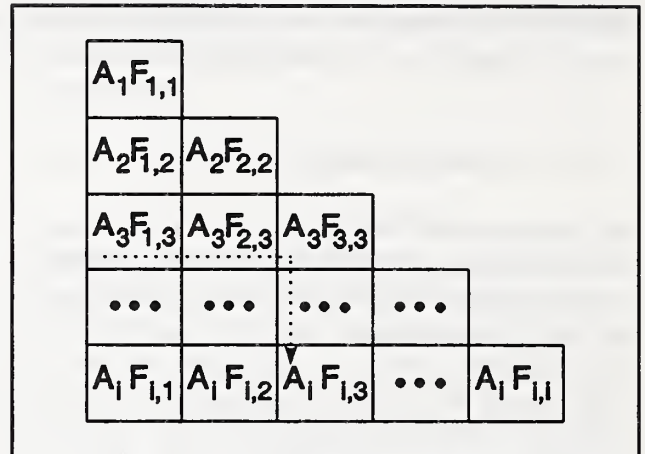 A₁F₁,₁
A₂F₁,₂ A₂F₂,₂
A₃F₁,₃ A₃F₂,₃ A₃F₃,₃
••• ••• ••• •••
Aᵢ Fᵢ,₁ Aᵢ Fᵢ,₂ Aᵢ Fᵢ,₃ ••• Aᵢ Fᵢ,ᵢ